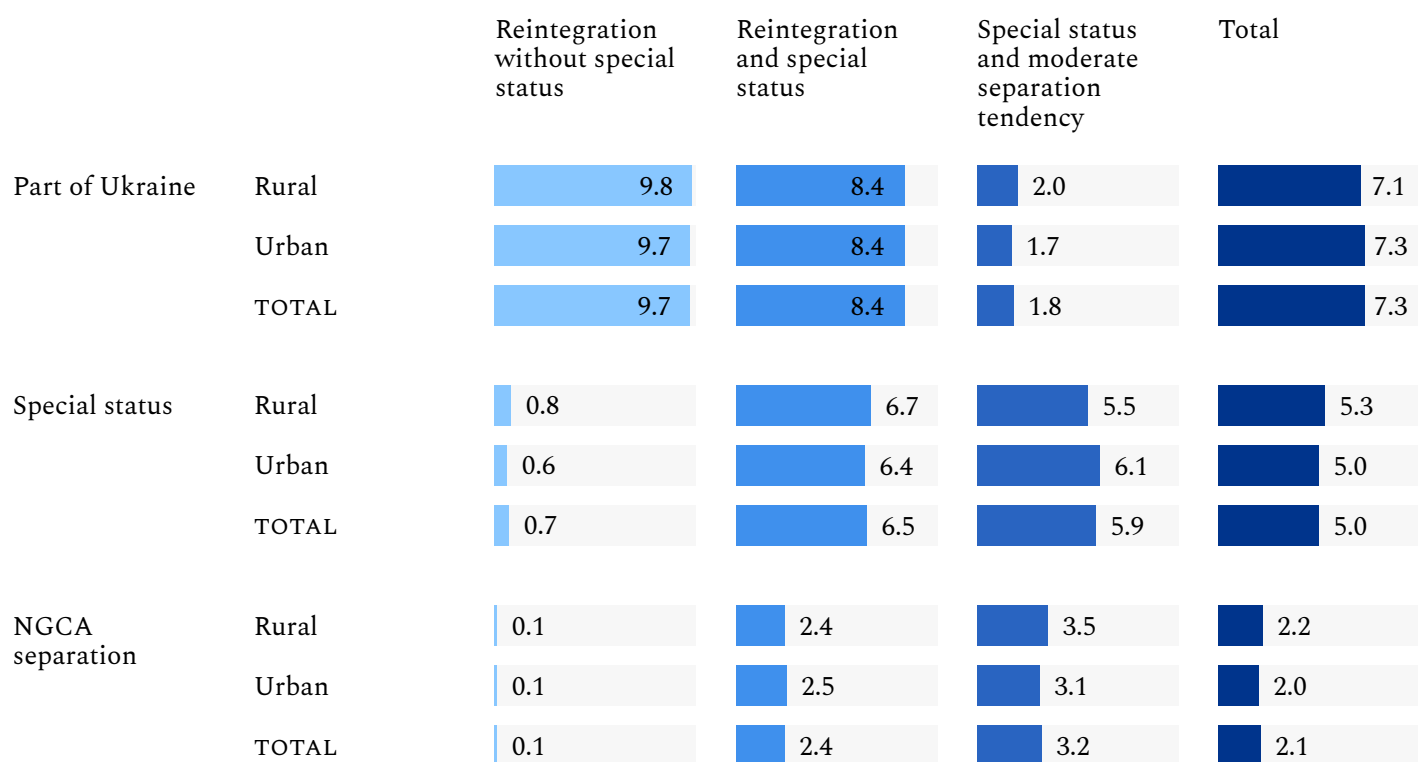 Reintegration
without special
status
Reintegration
and special
status
Special status
and moderate
separation
tendency
Total
Part of Ukraine
Rural 9.8 8.4 2.0 7.1
Urban 9.7 8.4 1.7 7.3
TOTAL 9.7 8.4 1.8 7.3
Special status
Rural 0.8 6.7 5.5 5.3
Urban 0.6 6.4 6.1 5.0
TOTAL 0.7 6.5 5.9 5.0
NGCA
separation
Rural 0.1 2.4 3.5 2.2
Urban 0.1 2.5 3.1 2.0
TOTAL 0.1 2.4 3.2 2.1